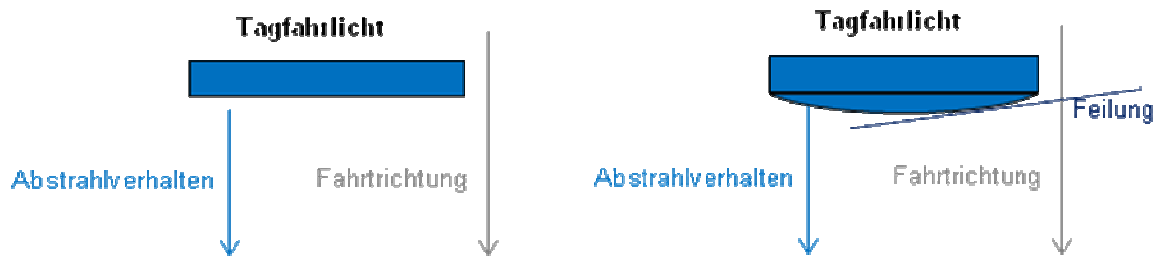 Tagfahrlicht
Abstrahlverhalten
Fahrtrichtung
Tagfahrlicht
Feilung
Abstrahlverhalten
Fahrtrichtung